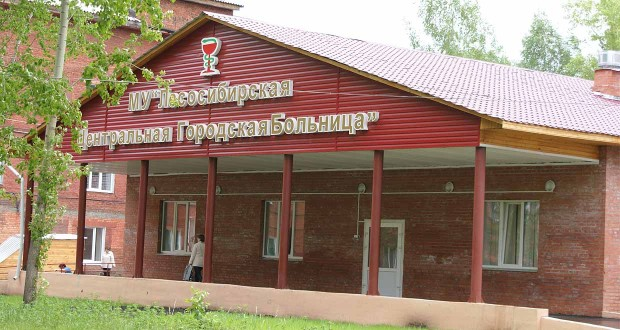 МУ "Лесосибирская
Центральная Городская Больница"